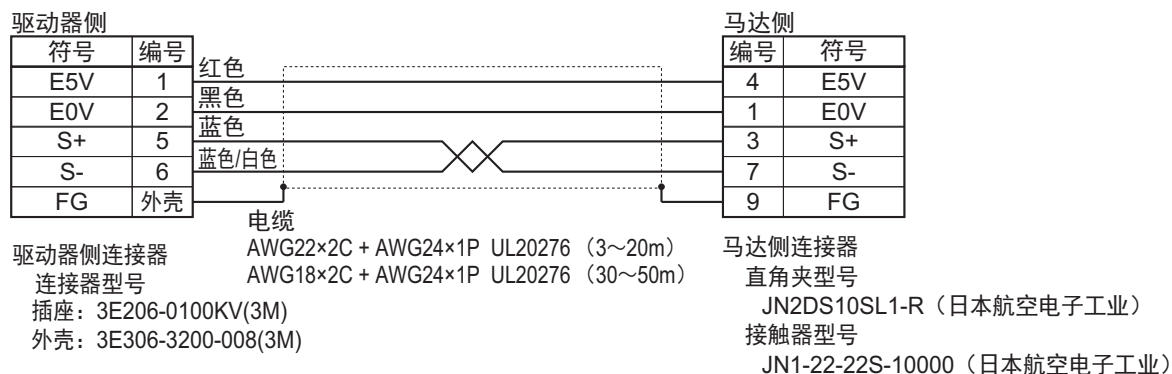 驱动器侧
符号 编号
E5V 1
E0V 2
S+ 5
S- 6
FG 外壳
红色
黑色
蓝色
蓝色/白色
马达侧
编号 符号
4 E5V
1 E0V
3 S+
7 S-
9 FG
电缆
AWG22×2C + AWG24×1P UL20276 （3～20m）
AWG18×2C + AWG24×1P UL20276 （30～50m）
驱动器侧连接器
连接器型号
插座：3E206-0100KV(3M)
外壳：3E306-3200-008(3M)
马达侧连接器
直角夹型号
JN2DS10SL1-R（日本航空电子工业）
接触器型号
JN1-22-22S-10000（日本航空电子工业）